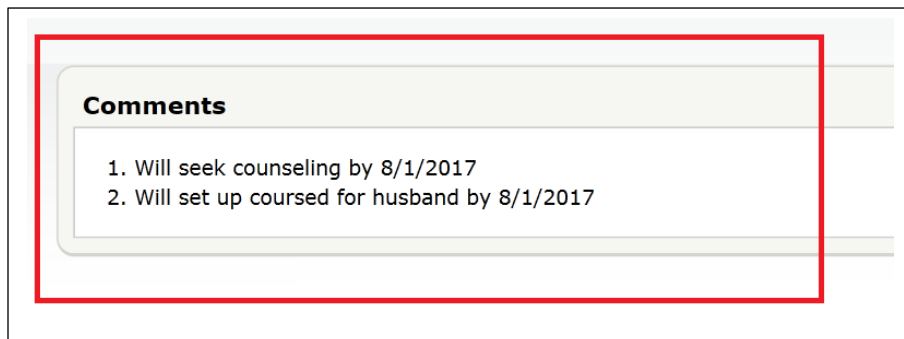 Comments
1. Will seek counseling by 8/1/2017
2. Will set up coursed for husband by 8/1/2017